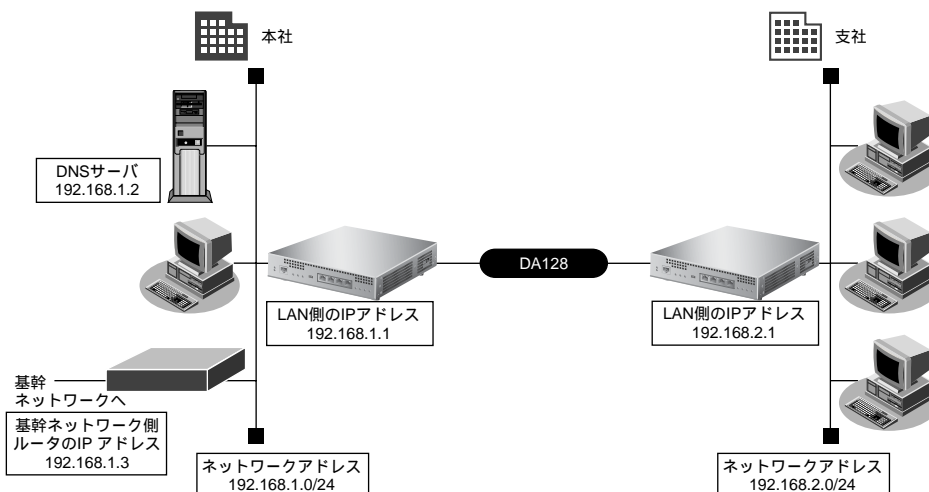 本社
支社
DNSサーバ
192.168.1.2
DA128
LAN側のIPアドレス
192.168.1.1
LAN側のIPアドレス
192.168.2.1
基幹
ネットワークへ
基幹ネットワーク側
ルータのIP アドレス
192.168.1.3
ネットワークアドレス
192.168.1.0/24
ネットワークアドレス
192.168.2.0/24